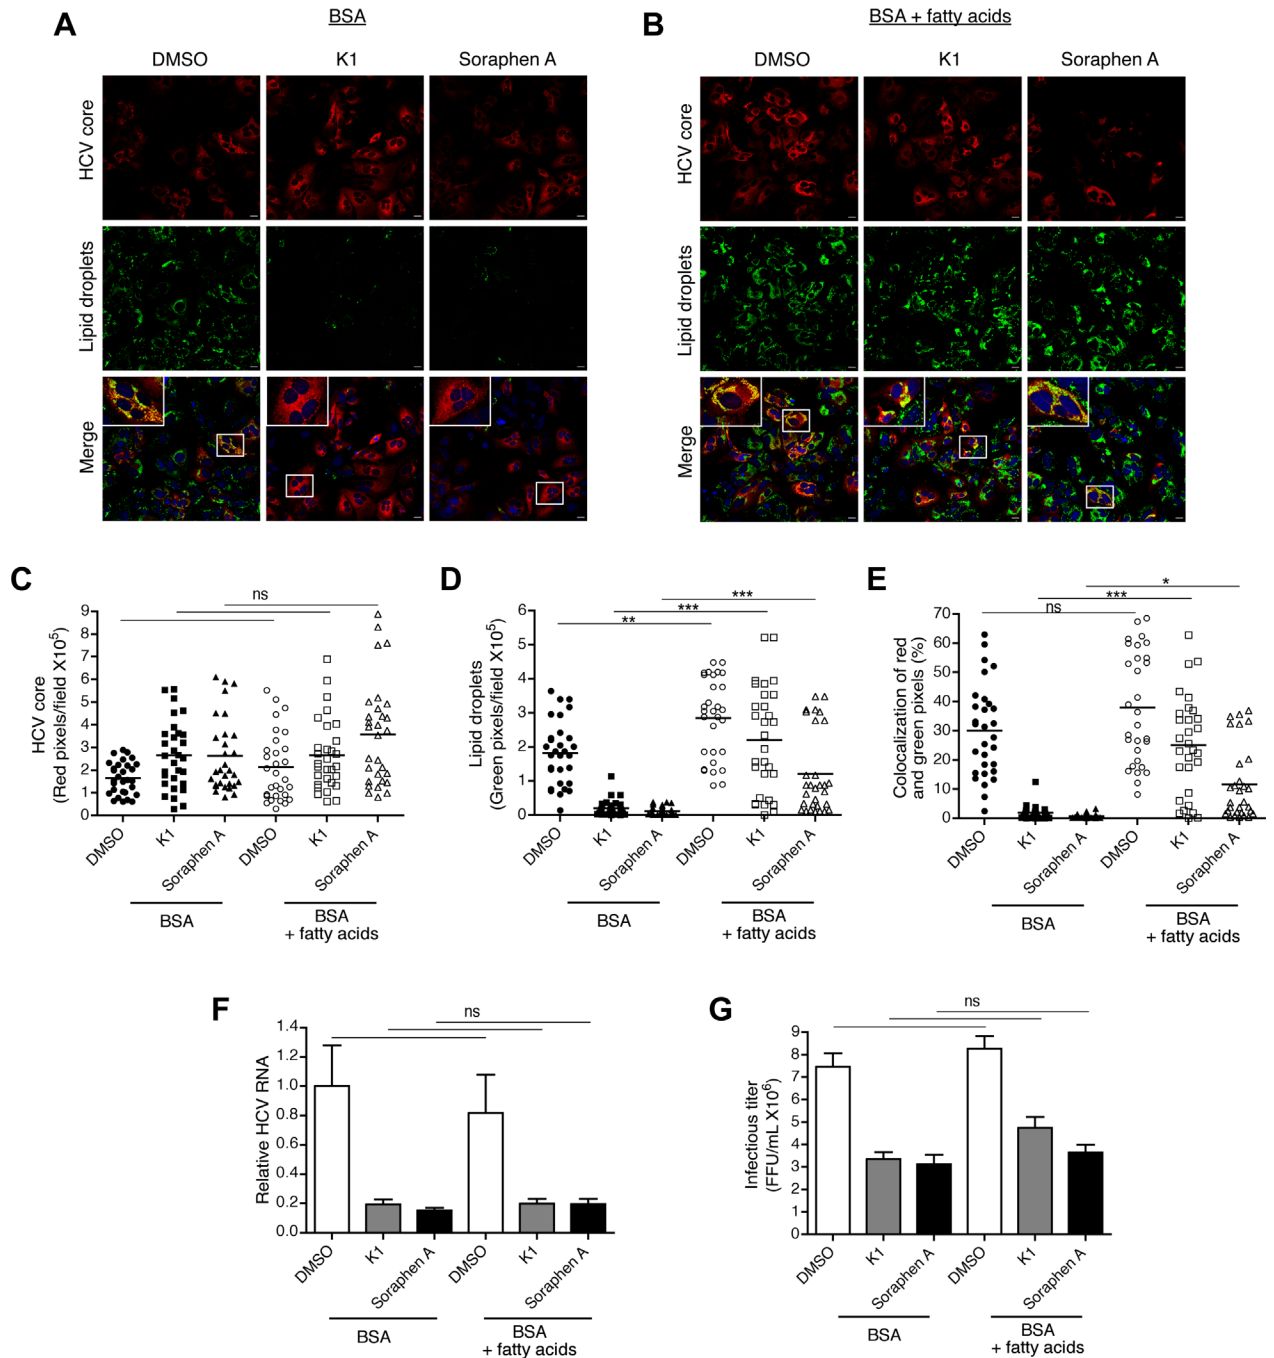 A
BSA
DMSO
K1
Soraphen A
HCV core
Lipid droplets
Merge
B
BSA + fatty acids
DMSO
K1
Soraphen A
HCV core
Lipid droplets
Merge
C
HCV core
(Red pixels/field X10⁵)
9
8
7
6
5
4
3
2
1
0
ns
DMSO
K1
Soraphen A
DMSO
K1
Soraphen A
BSA
BSA
+ fatty acids
D
Lipid droplets
(Green pixels/field X10⁵)
6
5
4
3
2
1
0
***
***
**
DMSO
K1
Soraphen A
DMSO
K1
Soraphen A
BSA
BSA
+ fatty acids
E
Colocalization of red
and green pixels (%)
70
60
50
40
30
20
10
0
*
***
ns
DMSO
K1
Soraphen A
DMSO
K1
Soraphen A
BSA
BSA
+ fatty acids
F
Relative HCV RNA
1.4
1.2
1.0
0.8
0.6
0.4
0.2
0.0
ns
DMSO
K1
Soraphen A
DMSO
K1
Soraphen A
BSA
BSA
+ fatty acids
G
Infectious titer
(FFU/mL X10⁶)
9
8
7
6
5
4
3
2
1
0
ns
DMSO
K1
Soraphen A
DMSO
K1
Soraphen A
BSA
BSA
+ fatty acids